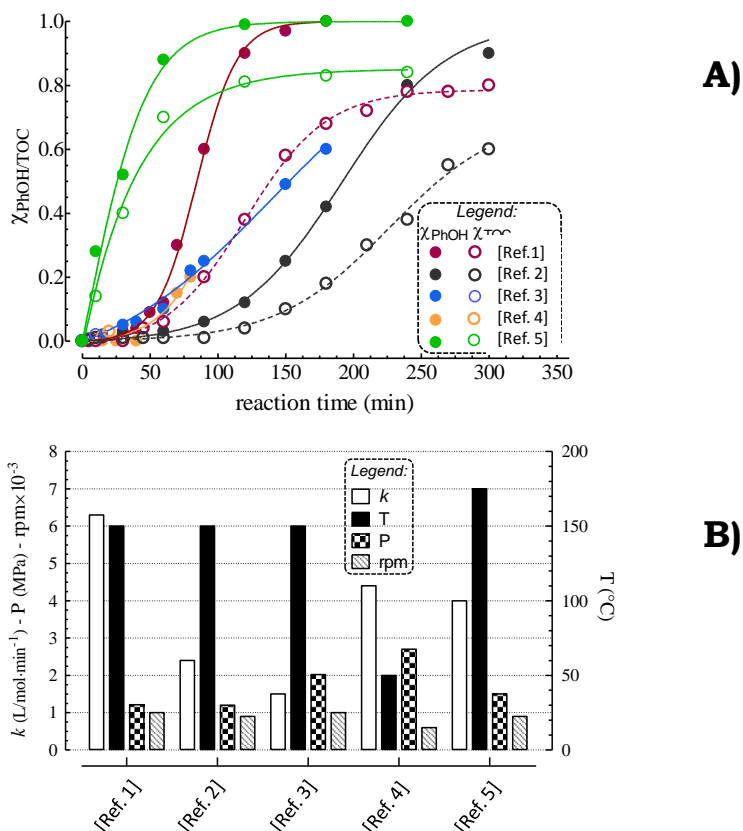 A)
1.0
0.8
0.6
0.4
0.2
0.0
χPhOH/TOC
Legend:
χPhOH χTOC
[Ref.1]
[Ref. 2]
[Ref. 3]
[Ref. 4]
[Ref. 5]
0 50 100 150 200 250 300 350
reaction time (min)
B)
8
7
6
5
4
3
2
1
0
k (L/mol·min⁻¹) - P (MPa) - rpm×10⁻³
Legend:
k
T
P
rpm
200
150
100
50
0
T (°C)
[Ref. 1]
[Ref. 2]
[Ref. 3]
[Ref. 4]
[Ref. 5]